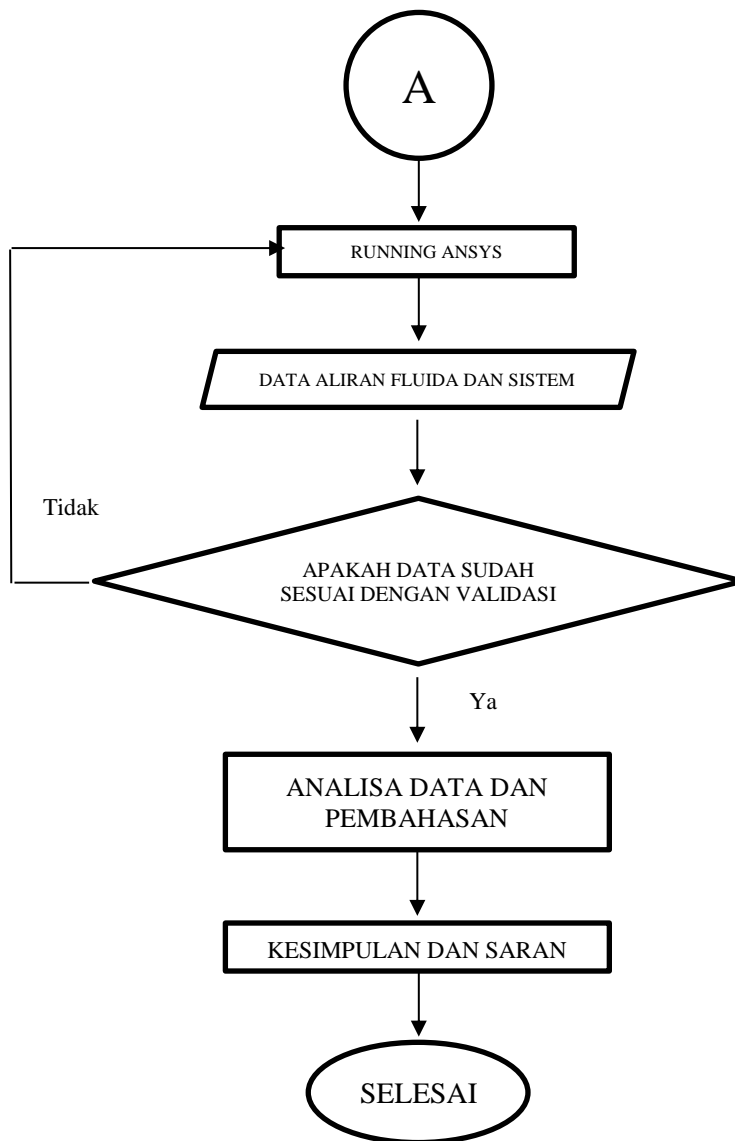 A
RUNNING ANSYS
DATA ALIRAN FLUIDA DAN SISTEM
Tidak
APAKAH DATA SUDAH
SESUAI DENGAN VALIDASI
Ya
ANALISA DATA DAN
PEMBAHASAN
KESIMPULAN DAN SARAN
SELESAI